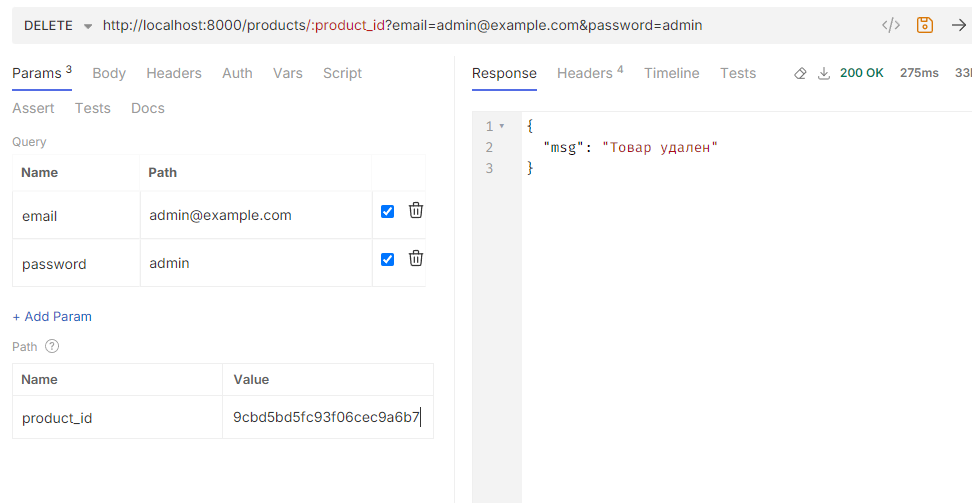 DELETE http://localhost:8000/products/:product_id?email=admin@example.com&password=admin
Params 3 Body Headers Auth Vars Script
Assert Tests Docs
Query
Name Path
email admin@example.com
password admin
+ Add Param
Path ?
Name Value
product_id 9cbd5bd5fc93f06cec9a6b7
Response Headers 4 Timeline Tests 200 OK 275ms
1 {
2 "msg": "Товар удален"
3 }